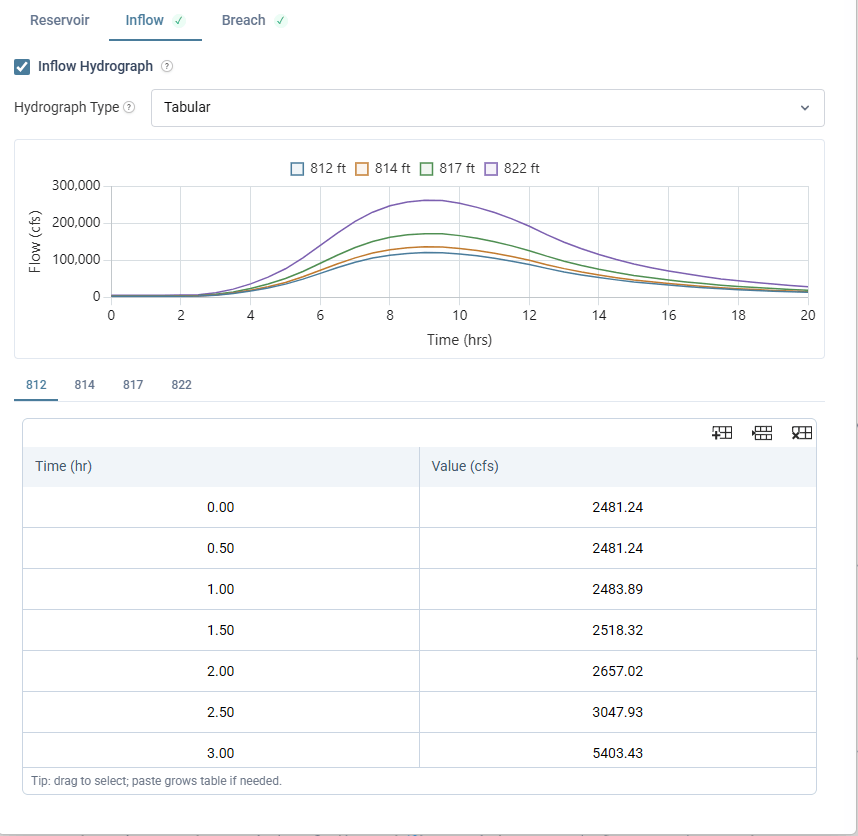 Reservoir Inflow ✓ Breach ✓
Inflow Hydrograph ?
Hydrograph Type ? Tabular
812 ft 814 ft 817 ft 822 ft
Flow (cfs)
300,000
200,000
100,000
0
0 2 4 6 8 10 12 14 16 18 20
Time (hrs)
812 814 817 822
Time (hr) Value (cfs)
0.00 2481.24
0.50 2481.24
1.00 2483.89
1.50 2518.32
2.00 2657.02
2.50 3047.93
3.00 5403.43
Tip: drag to select; paste grows table if needed.